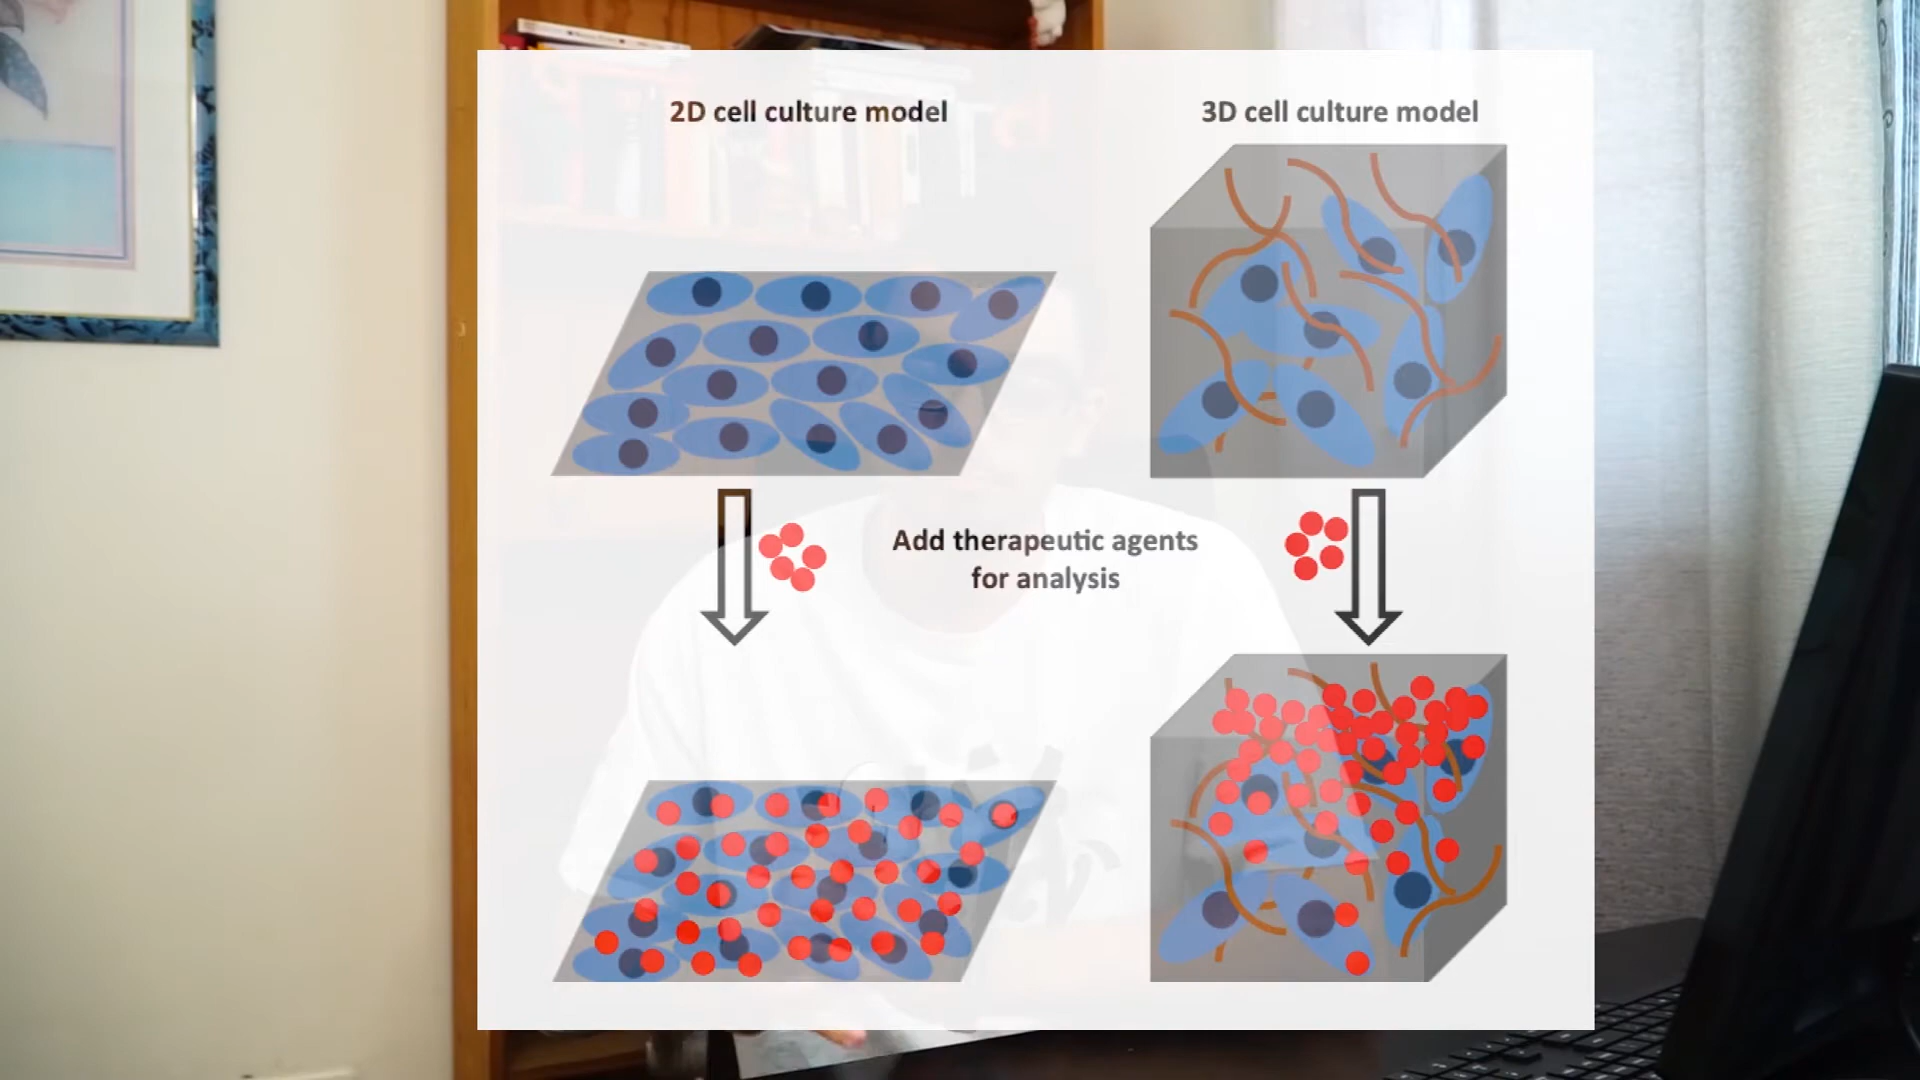 2D cell culture model
3D cell culture model
Add therapeutic agents
for analysis